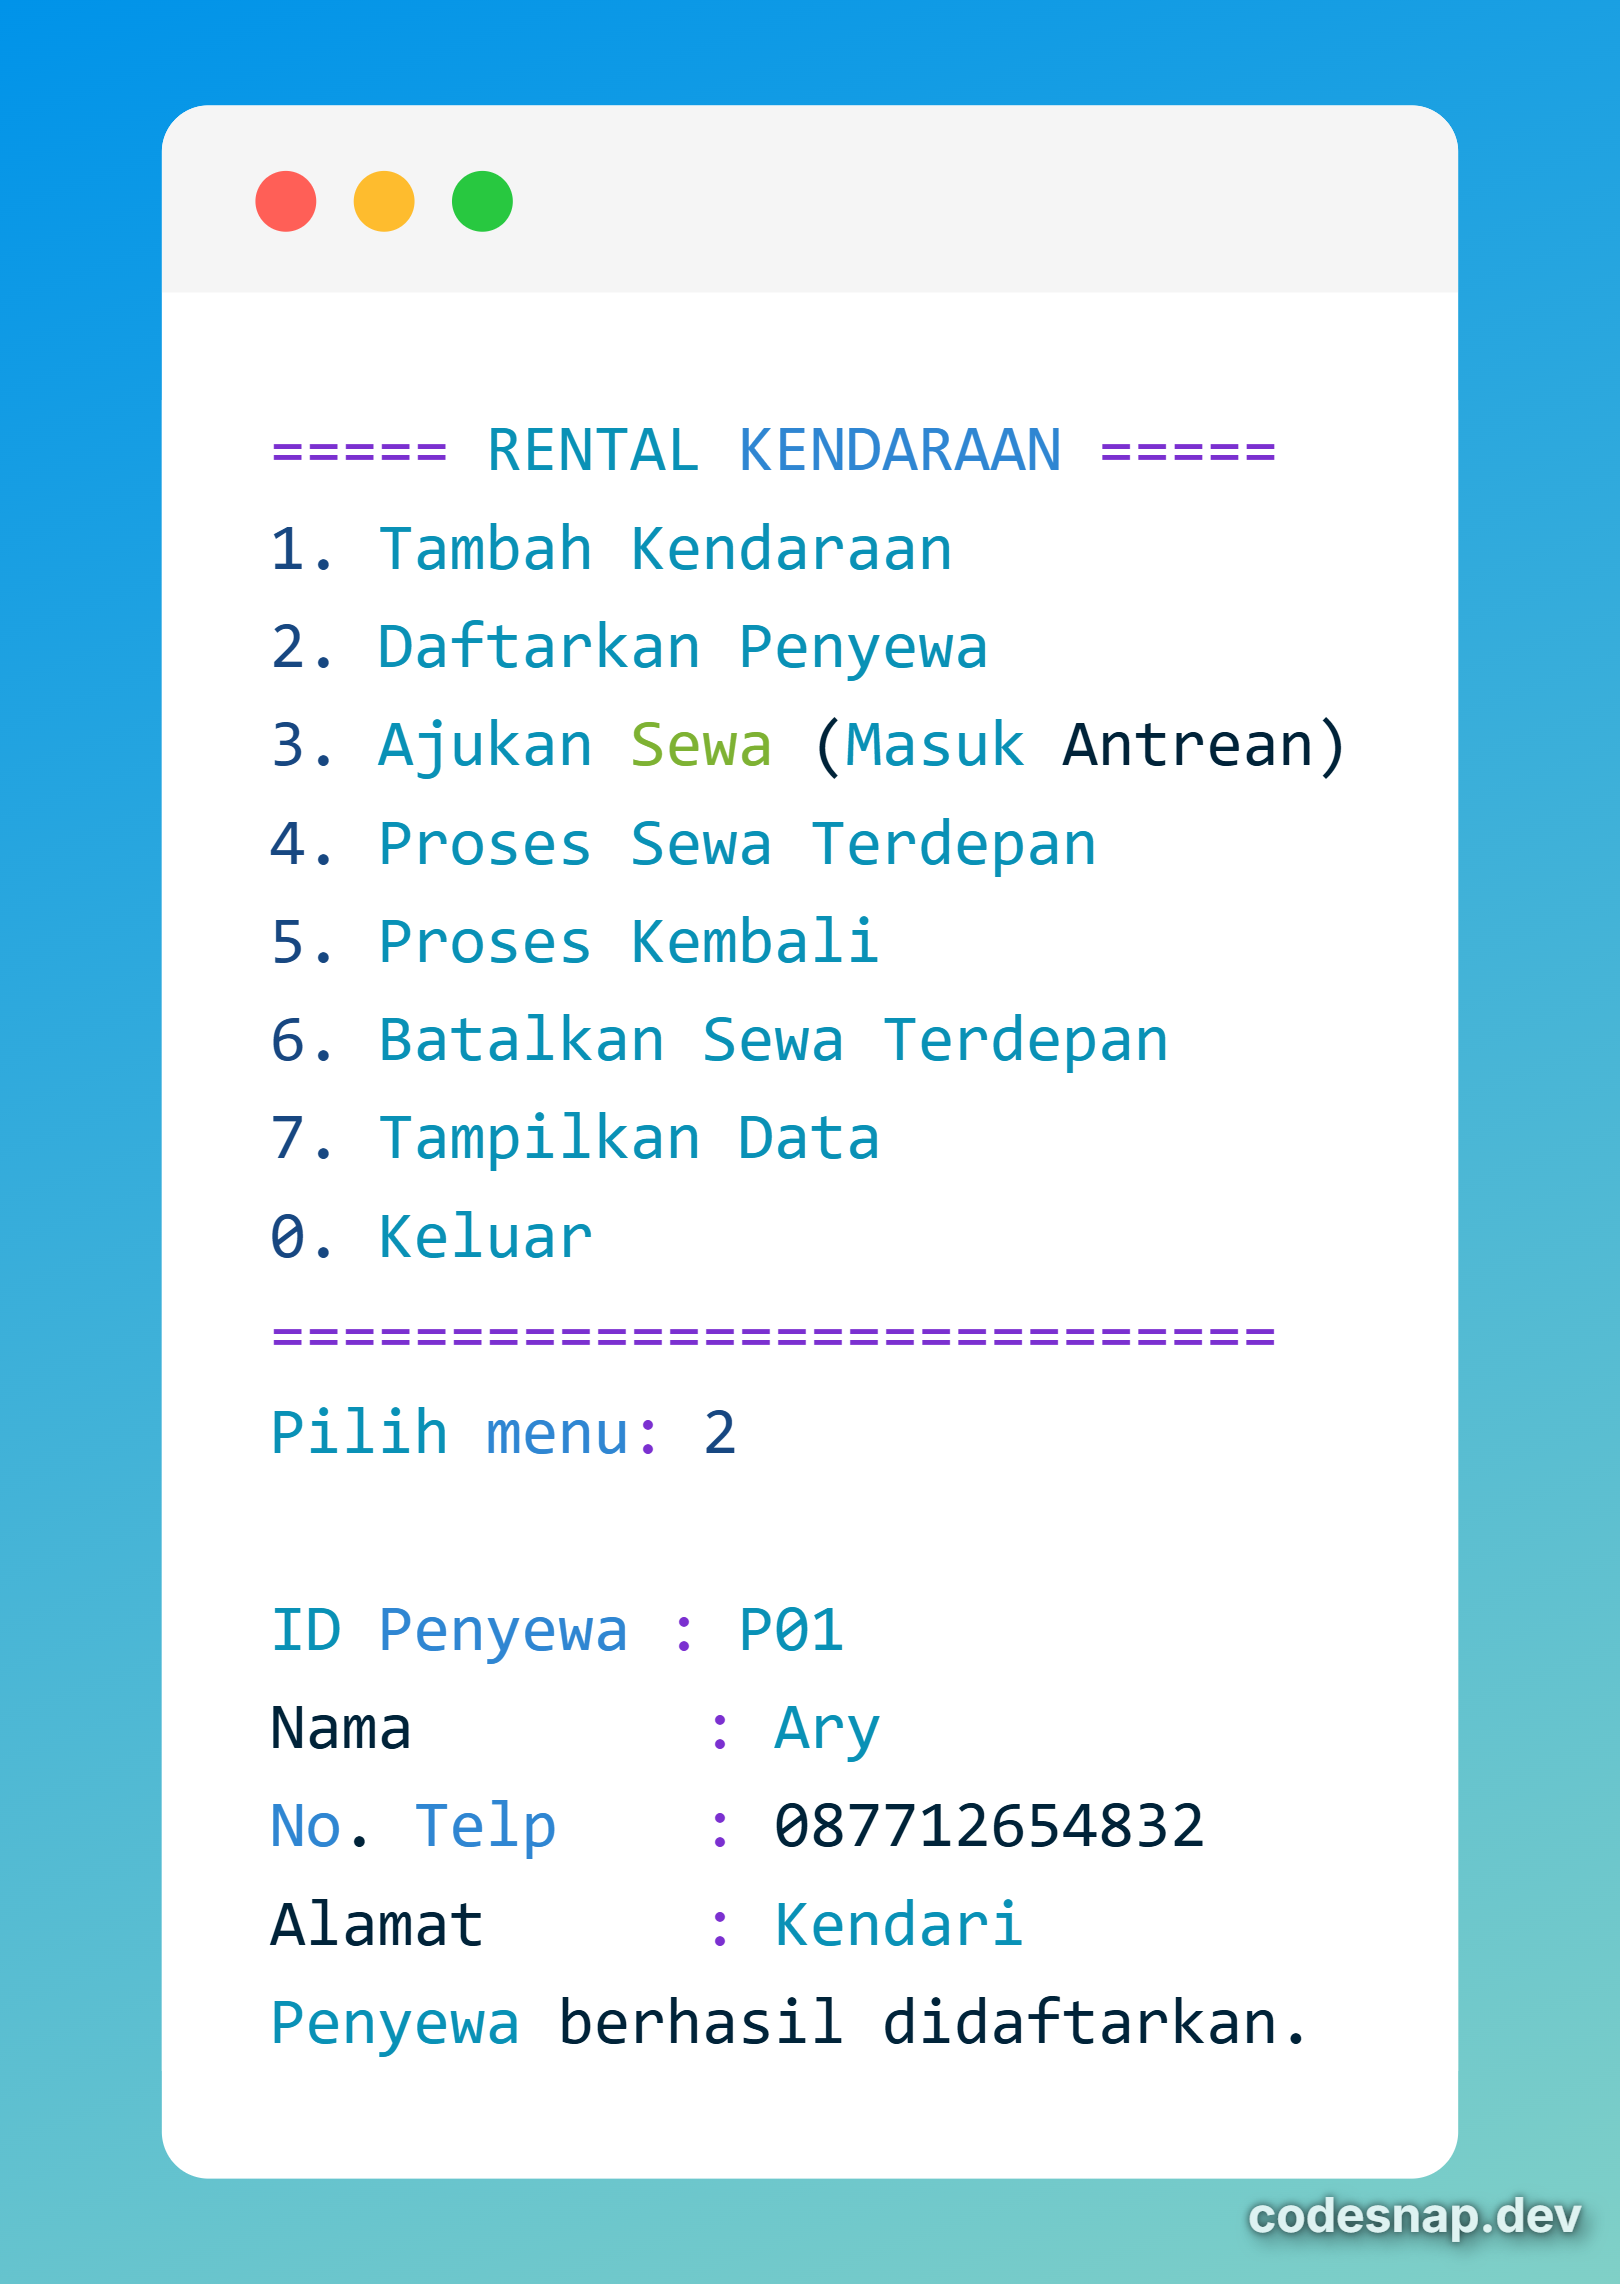 ===== RENTAL KENDARAAN =====
1. Tambah Kendaraan
2. Daftarkan Penyewa
3. Ajukan Sewa (Masuk Antrean)
4. Proses Sewa Terdepan
5. Proses Kembali
6. Batalkan Sewa Terdepan
7. Tampilkan Data
0. Keluar
============================
Pilih menu: 2
ID Penyewa : P01
Nama        : Ary
No. Telp    : 087712654832
Alamat      : Kendari
Penyewa berhasil didaftarkan.
codesnap.dev